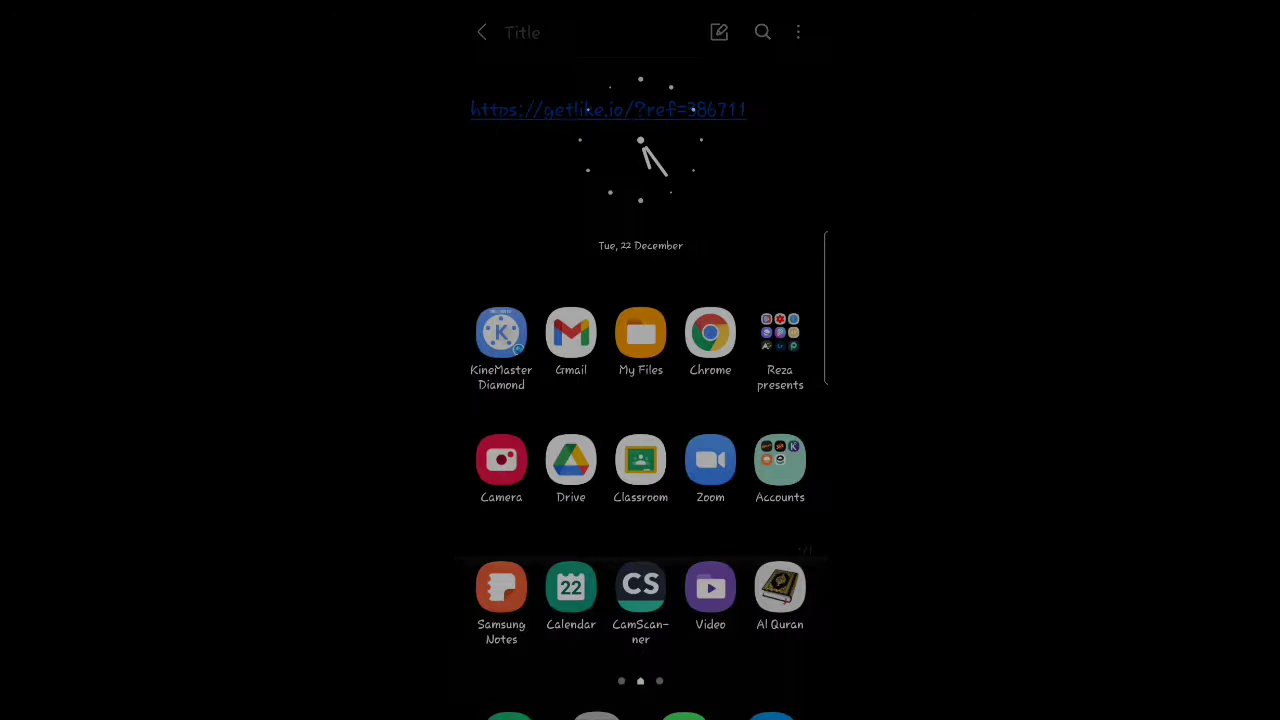 Title
https://getlike.io/?ref=386711
Tue, 22 December
KineMaster Diamond
Gmail
My Files
Chrome
Reza presents
Camera
Drive
Classroom
Zoom
Accounts
22
CS
Samsung Notes
Calendar
CamScan-
ner
Video
Al Quran